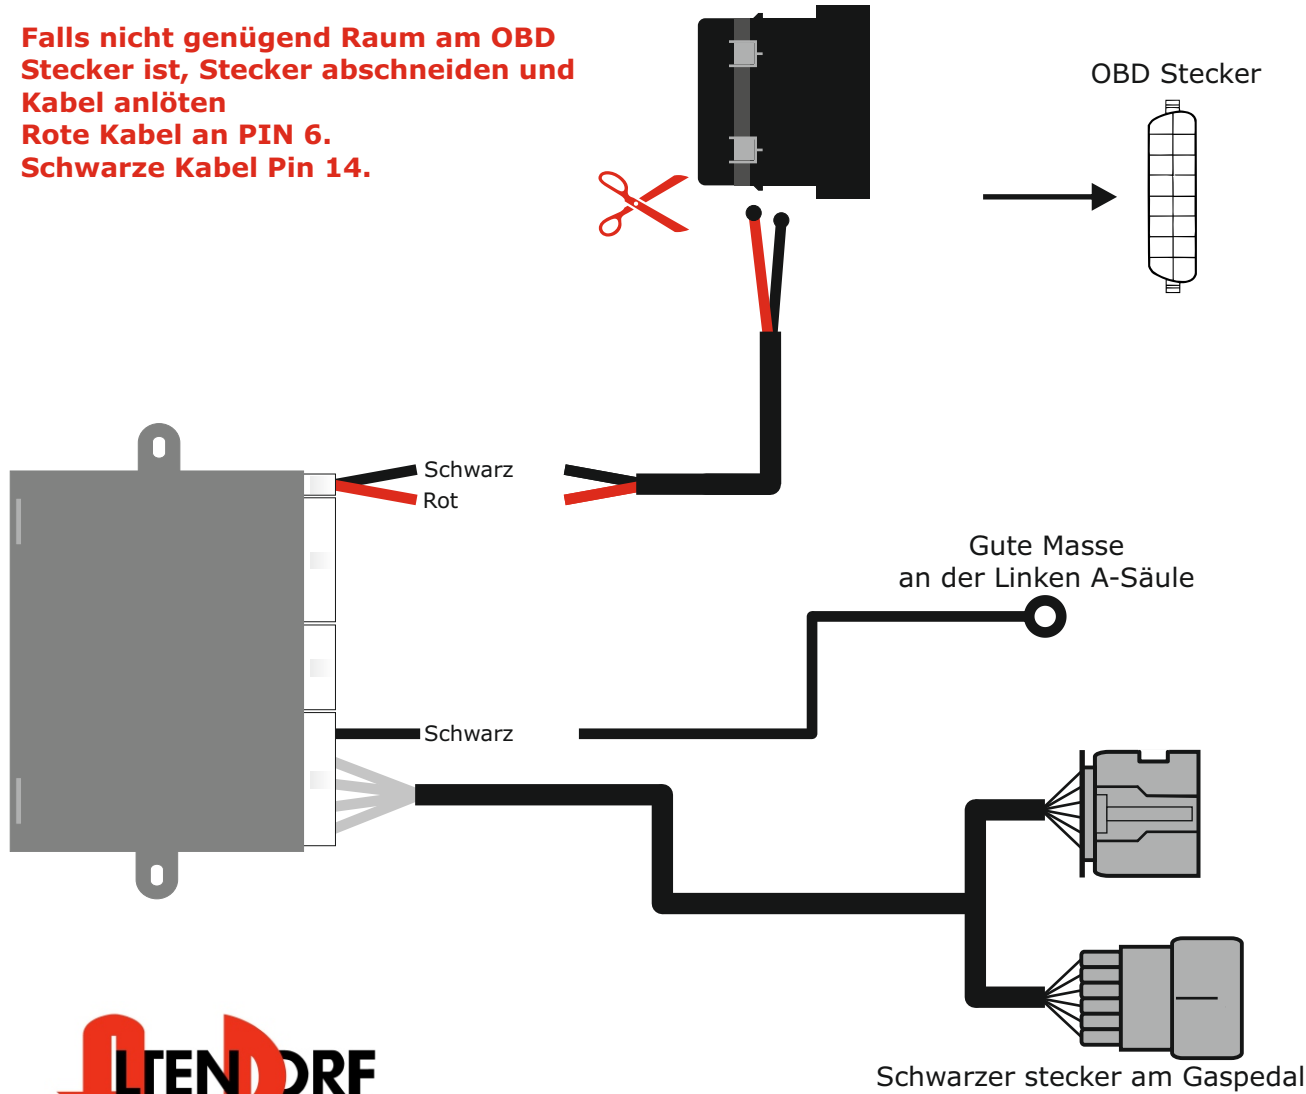 Falls nicht genügend Raum am OBD
Stecker ist, Stecker abschneiden und
Kabel anlöten
Rote Kabel an PIN 6.
Schwarze Kabel Pin 14.
OBD Stecker
Schwarz
Rot
Gute Masse
an der Linken A-Säule
Schwarz
Schwarzer stecker am Gaspedal
ALTENDORF